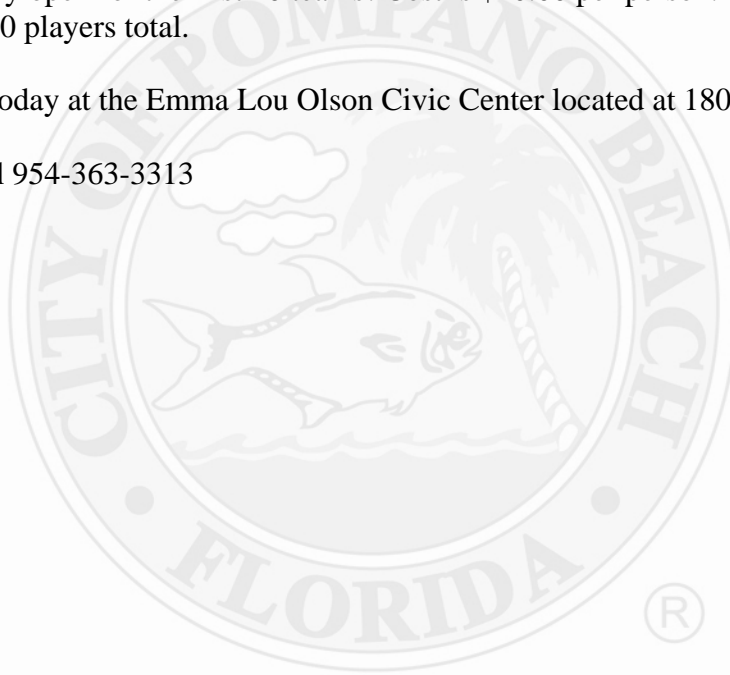 0 players total.
oday at the Emma Lou Olson Civic Center located at 180
l 954-363-3313
CITY OF POMPANO BEACH
FLORIDA
®